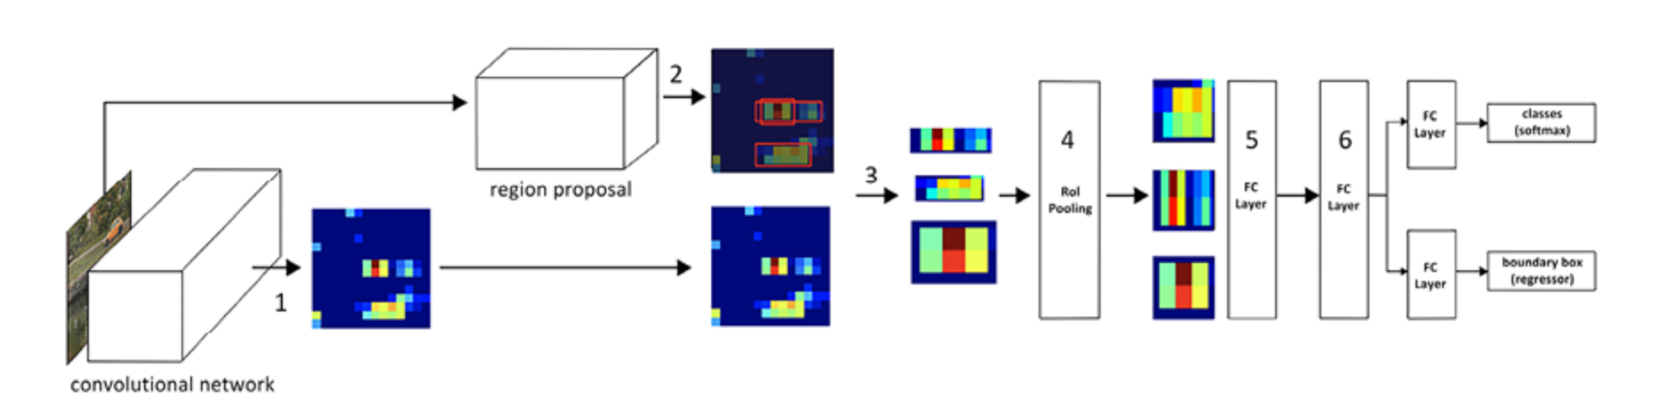 2
region proposal
1
convolutional network
3
4
RoI
Pooling
5
FC
Layer
6
FC
Layer
FC
Layer
classes
(softmax)
FC
Layer
boundary box
(regressor)